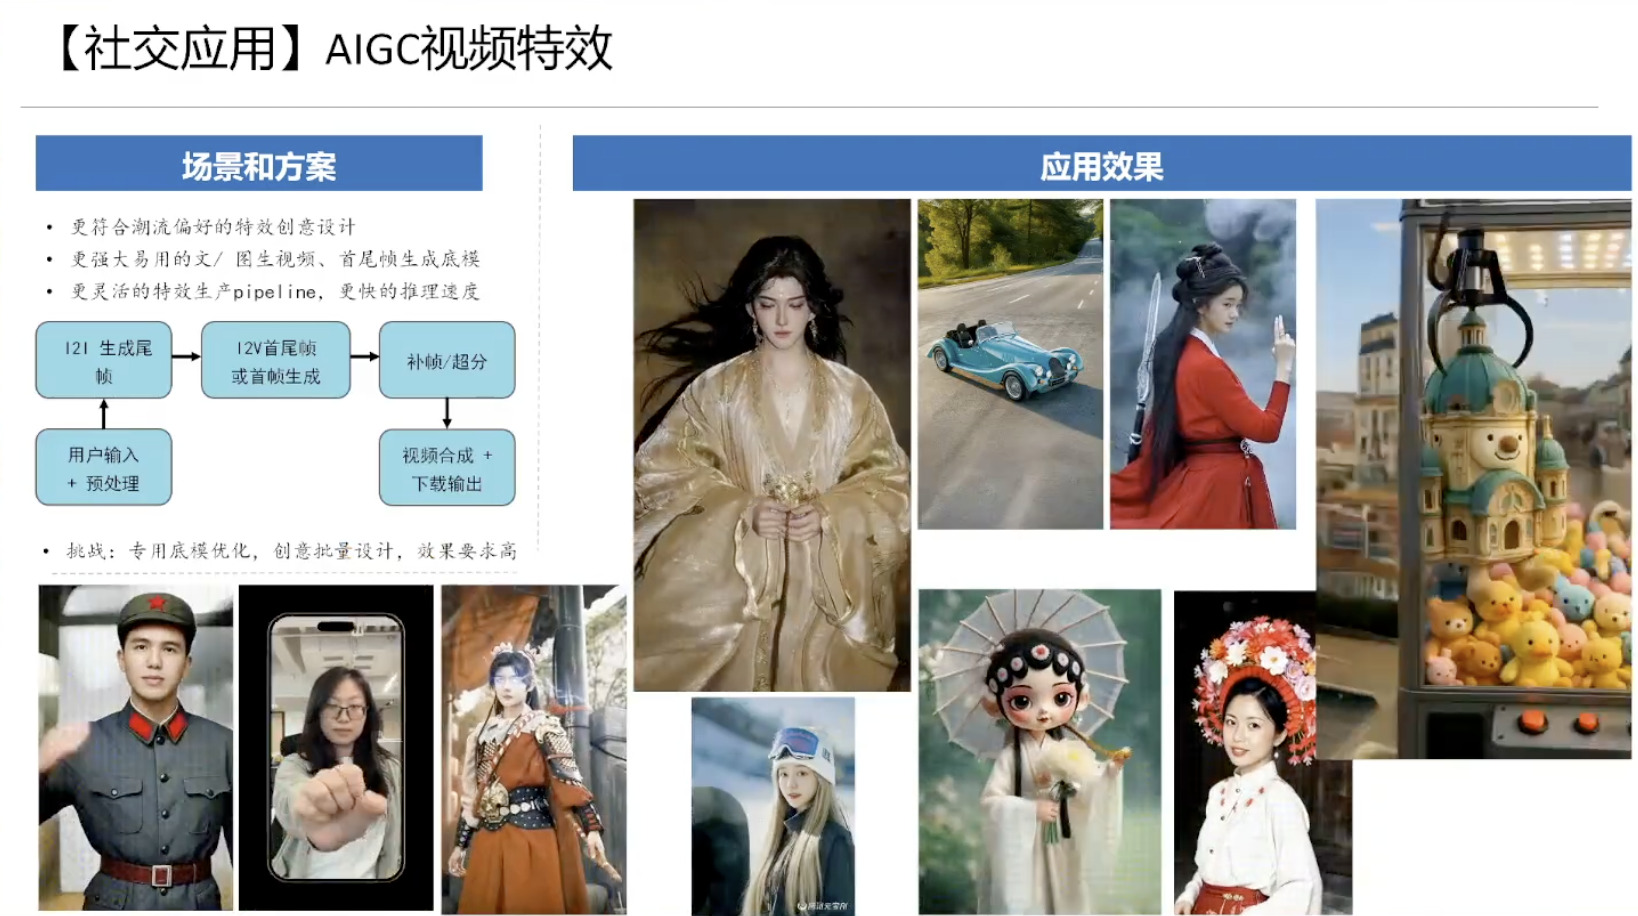 【社交应用】AIGC视频特效
场景和方案
• 更符合潮流偏好的特效创意设计
• 更强大易用的文/ 图生视频、首尾帧生成底模
• 更灵活的特效生产pipeline，更快的推理速度
I2I 生成尾
帧
I2V首尾帧
或首帧生成
补帧/超分
用户输入
+ 预处理
视频合成 +
下载输出
• 挑战：专用底模优化，创意批量设计，效果要求高
应用效果
腾讯元宝